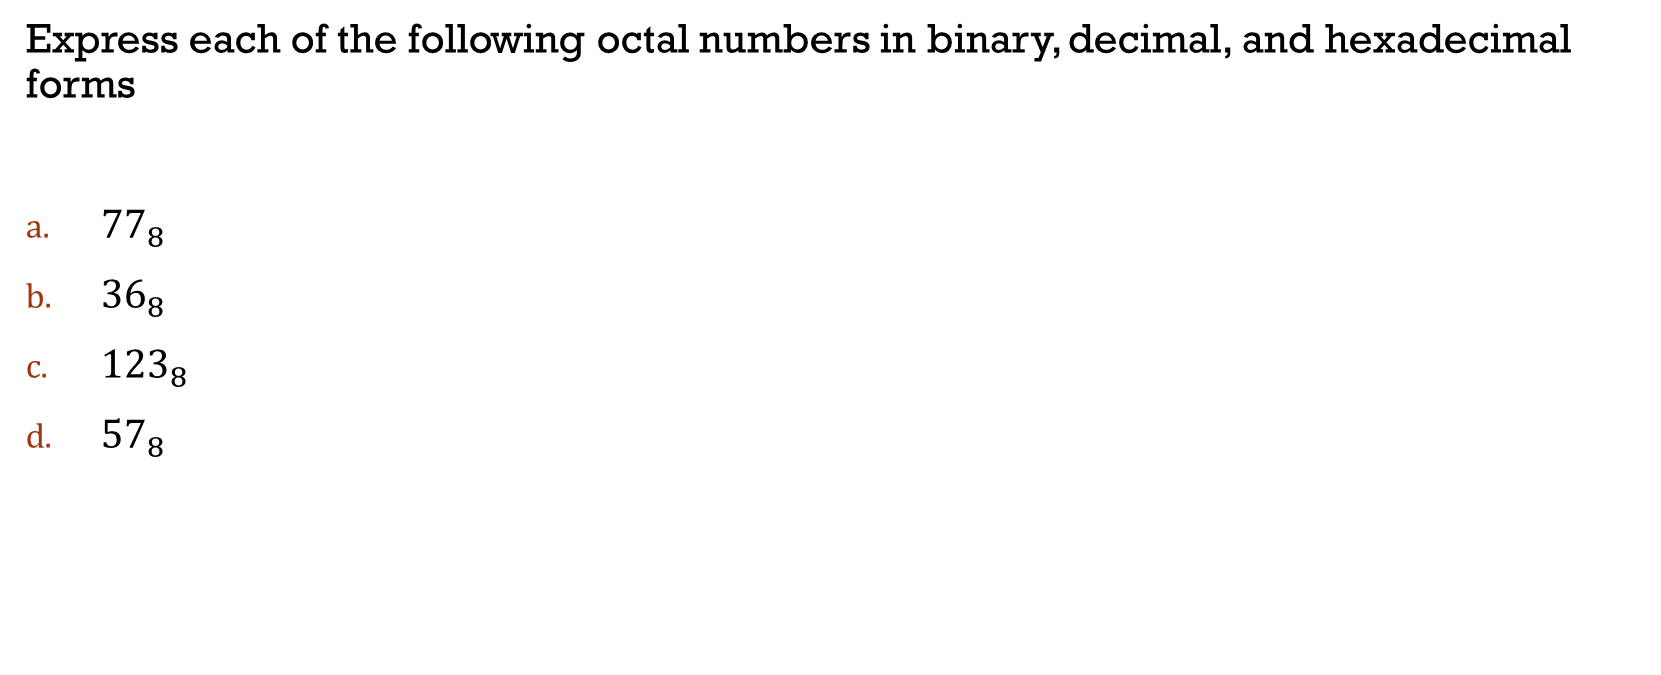 Express each of the following octal numbers in binary, decimal, and hexadecimal
forms
a. 77₈
b. 36₈
c. 123₈
d. 57₈